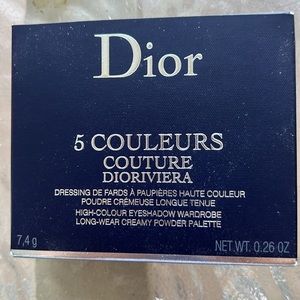 Dior
5 COULEURS
COUTURE
DIORIVIERA
DRESSING DE FARDS À PAUPIÈRES HAUTE COULEUR
POUDRE CRÉMEUSE LONGUE TENUE
HIGH-COLOUR EYESHADOW WARDROBE
LONG-WEAR CREAMY POWDER PALETTE
7,4 g NET WT. 0.26 OZ